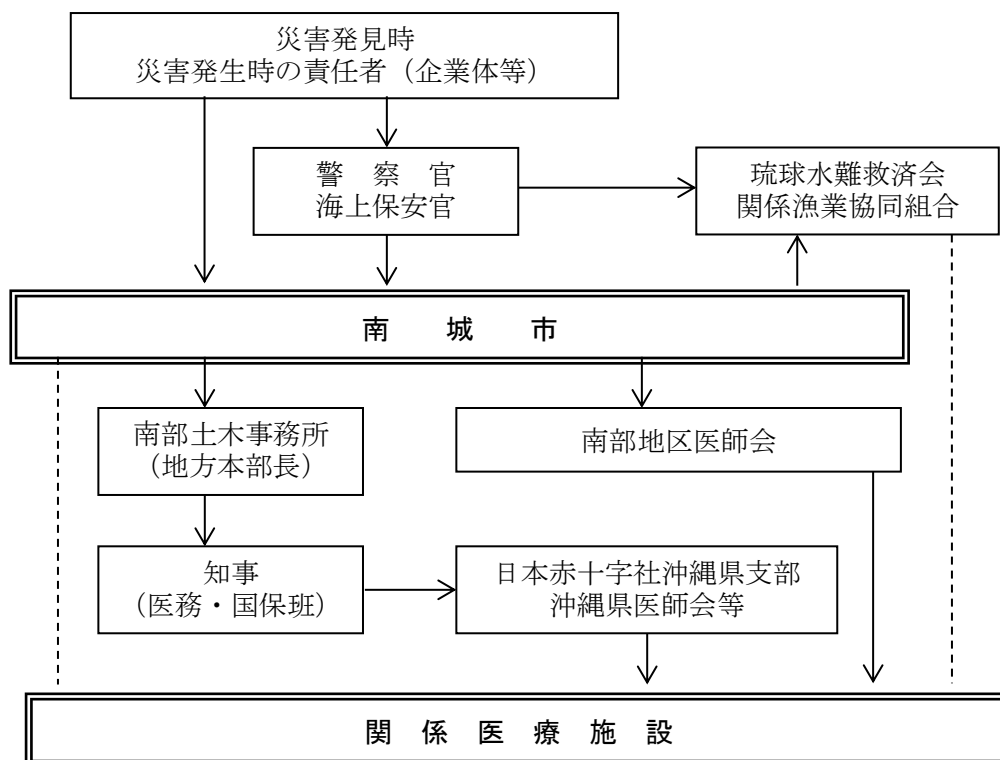 災害発見時
災害発生時の責任者（企業体等）
警　察　官
海上保安官
琉球水難救済会
関係漁業協同組合
南　城　市
南部土木事務所
（地方本部長）
南部地区医師会
知事
（医務・国保班）
日本赤十字社沖縄県支部
沖縄県医師会等
関　係　医　療　施　設